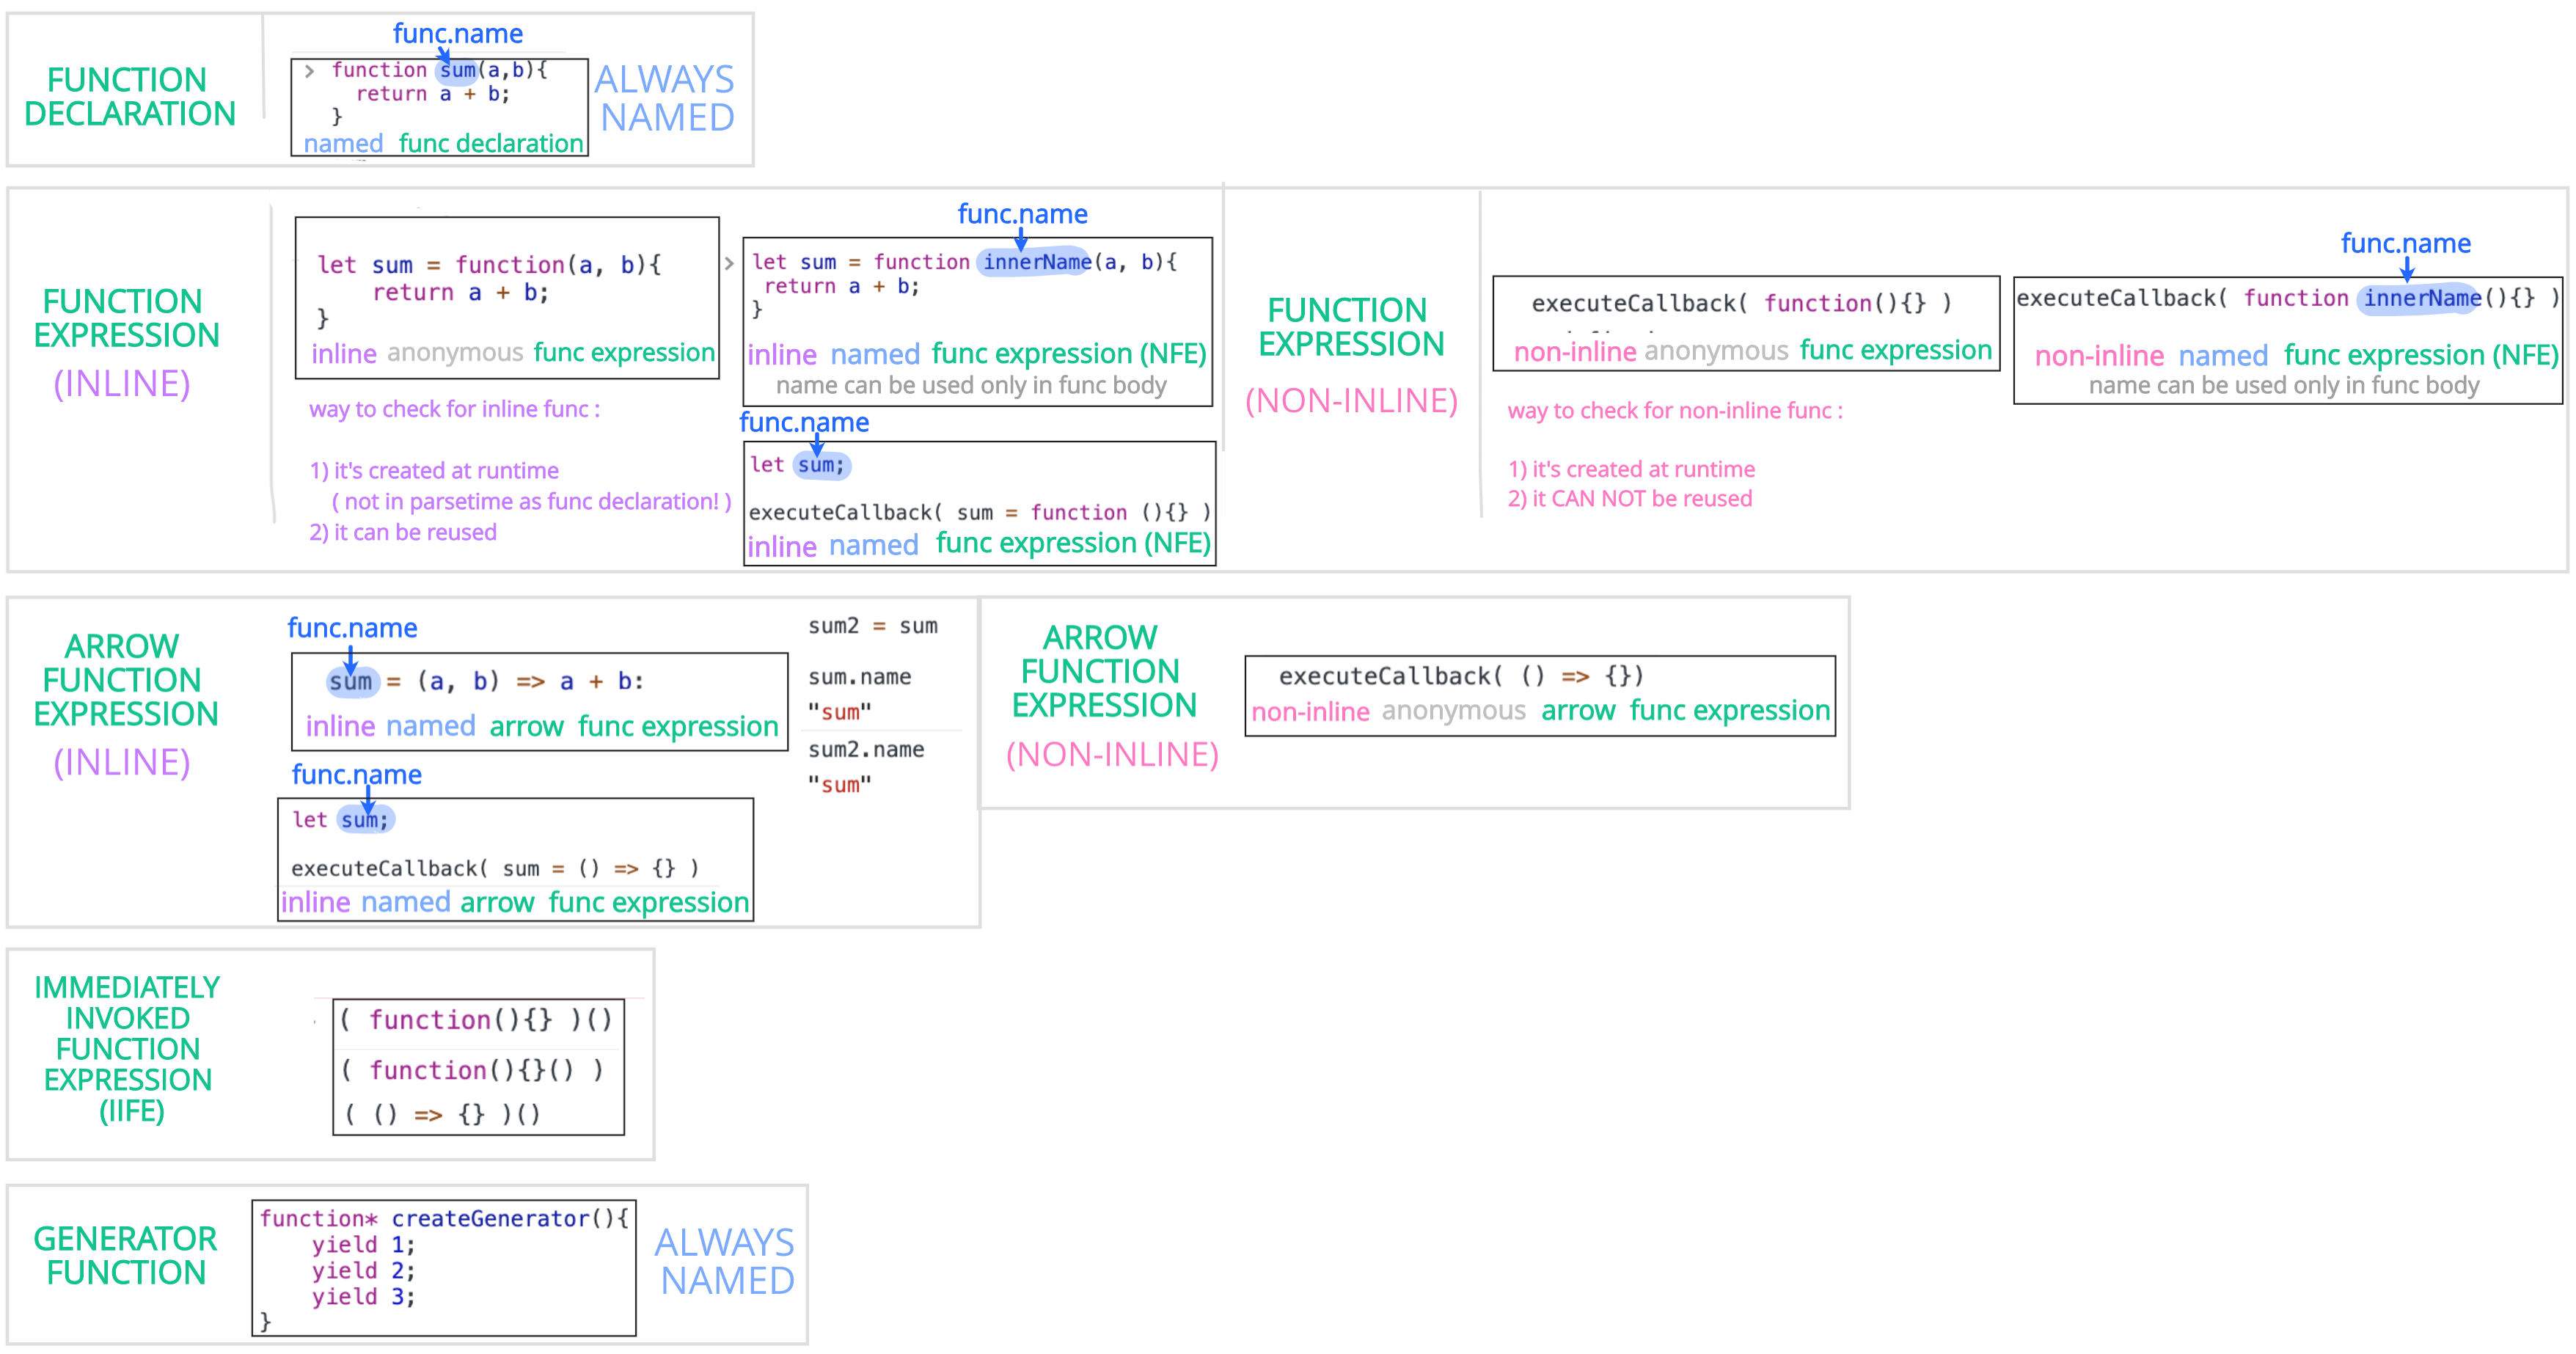 FUNCTION
DECLARATION
func.name
> function sum(a,b){
return a + b;
}
named func declaration
ALWAYS
NAMED
FUNCTION
EXPRESSION
(INLINE)
let sum = function(a, b){
return a + b;
}
inline anonymous func expression
way to check for inline func :
1) it's created at runtime
( not in parsetime as func declaration! )
2) it can be reused
func.name
> let sum = function innerName(a, b){
return a + b;
}
inline named func expression (NFE)
name can be used only in func body
func.name
let sum;
executeCallback( sum = function (){} )
inline named func expression (NFE)
FUNCTION
EXPRESSION
(NON-INLINE)
executeCallback( function(){} )
non-inline anonymous func expression
way to check for non-inline func :
1) it's created at runtime
2) it CAN NOT be reused
func.name
executeCallback( function innerName(){} )
non-inline named func expression (NFE)
name can be used only in func body
ARROW
FUNCTION
EXPRESSION
(INLINE)
func.name
sum = (a, b) => a + b:
inline named arrow func expression
func.name
let sum;
executeCallback( sum = () => {} )
inline named arrow func expression
sum2 = sum
sum.name
"sum"
sum2.name
"sum"
ARROW
FUNCTION
EXPRESSION
(NON-INLINE)
executeCallback( () => {})
non-inline anonymous arrow func expression
IMMEDIATELY
INVOKED
FUNCTION
EXPRESSION
(IIFE)
( function(){} )()
( function(){}() )
( () => {} )()
GENERATOR
FUNCTION
function* createGenerator(){
yield 1;
yield 2;
yield 3;
}
ALWAYS
NAMED